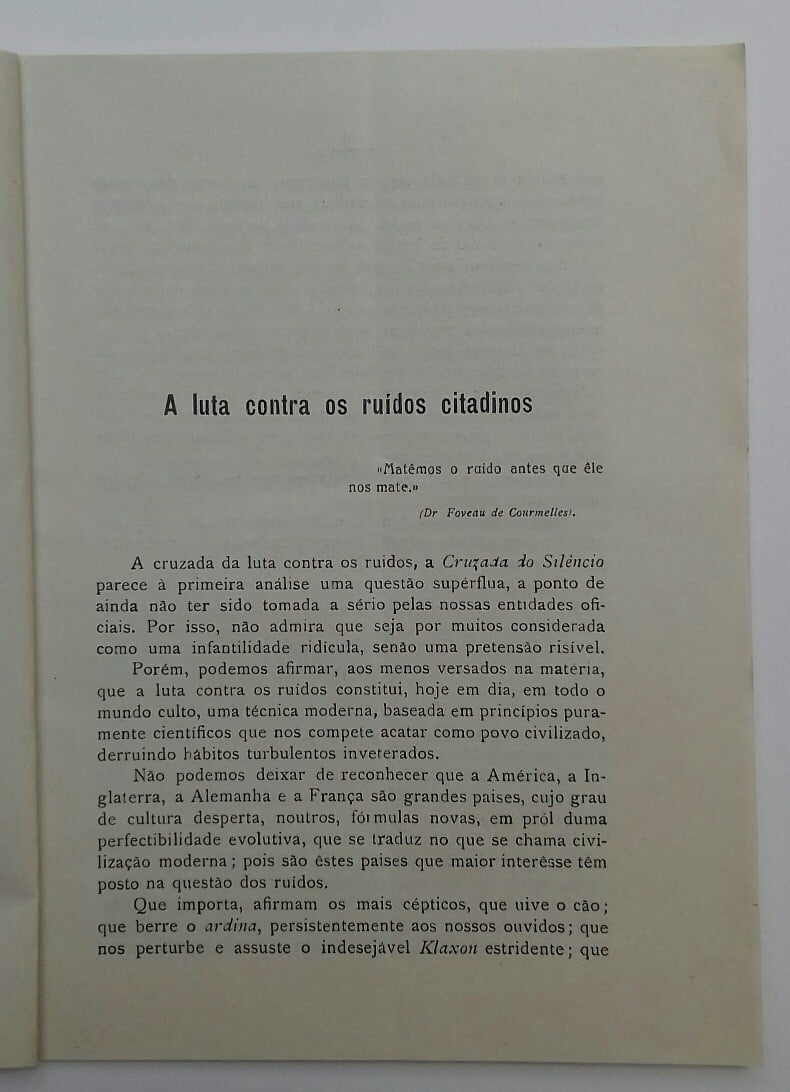 A luta contra os ruídos citadinos
«Matêmos o ruído antes que êle
nos mate.»
(Dr Foveau de Courmelles).
A cruzada da luta contra os ruidos, a Cruzada do Silêncio
parece à primeira análise uma questão supérflua, a ponto de
ainda não ter sido tomada a sério pelas nossas entidades ofi-
ciais. Por isso, não admira que seja por muitos considerada
como uma infantilidade ridícula, senão uma pretensão risível.
Porém, podemos afirmar, aos menos versados na matéria,
que a luta contra os ruídos constitui, hoje em dia, em todo o
mundo culto, uma técnica moderna, baseada em princípios pura-
mente científicos que nos compete acatar como povo civilizado,
derruindo hábitos turbulentos inveterados.
Não podemos deixar de reconhecer que a América, a In-
glaterra, a Alemanha e a França são grandes paises, cujo grau
de cultura desperta, noutros, fórmulas novas, em pról duma
perfectibilidade evolutiva, que se traduz no que se chama civi-
lização moderna; pois são êstes paises que maior interêsse têm
posto na questão dos ruídos.
Que importa, afirmam os mais cépticos, que uive o cão;
que berre o ardina, persistentemente aos nossos ouvidos; que
nos perturbe e assuste o indesejável Klaxon estridente; que